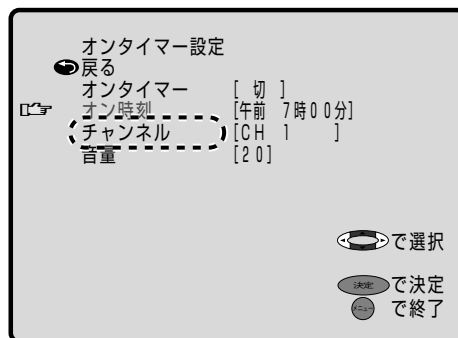 オンタイマー設定
戻る
オンタイマー [ 切 ]
オン時刻 [午前 7時00分]
チャンネル [CH 1 ]
音量 [20]
で選択
決定 で決定
メニュー で終了